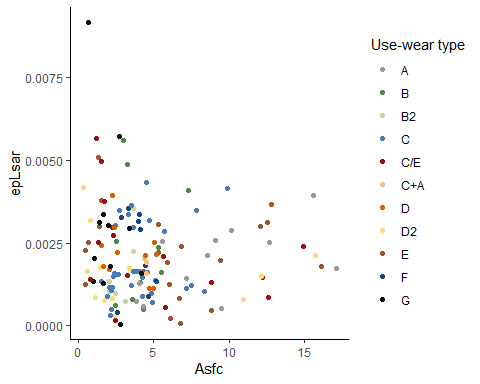 Use-wear type
A
B
B2
C
C/E
C+A
D
D2
E
F
G
epLsar
0.0075
0.0050
0.0025
0.0000
0
5
10
15
Asfc